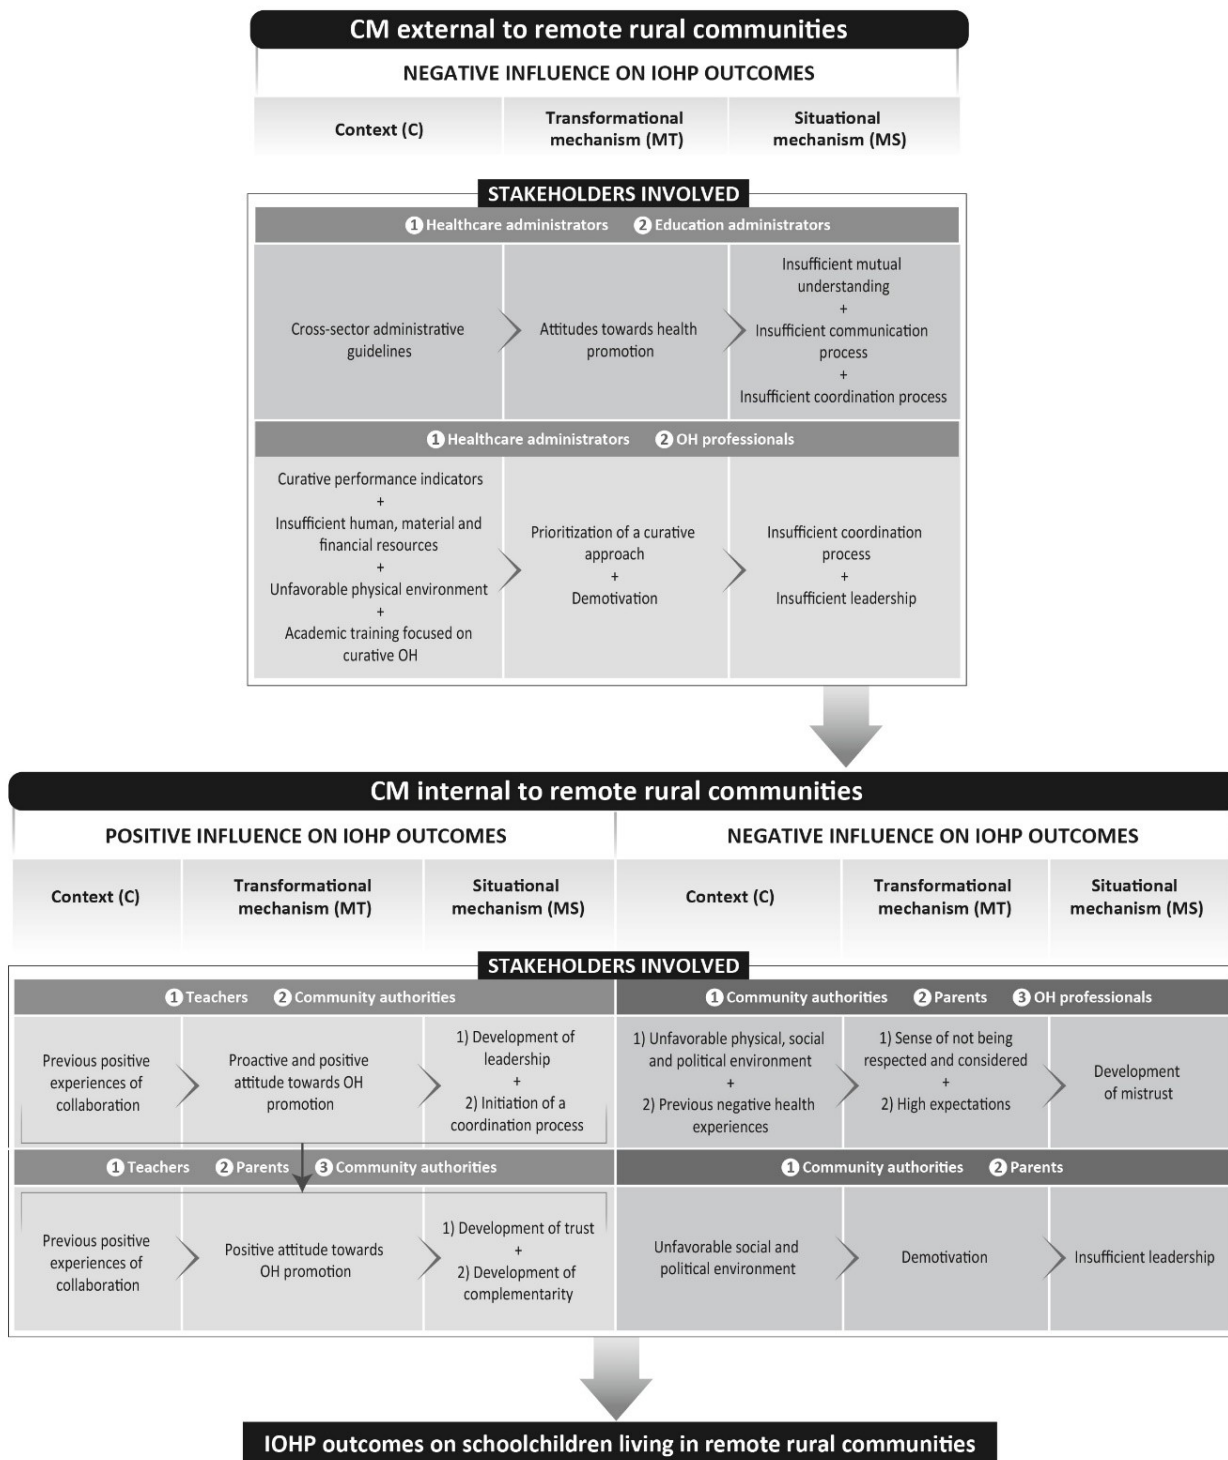 CM external to remote rural communities
NEGATIVE INFLUENCE ON IOHP OUTCOMES
Context (C)
Transformational
mechanism (MT)
Situational
mechanism (MS)
STAKEHOLDERS INVOLVED
1 Healthcare administrators 2 Education administrators
Cross-sector administrative
guidelines
Attitudes towards health
promotion
Insufficient mutual
understanding
+
Insufficient communication
process
+
Insufficient coordination process
1 Healthcare administrators 2 OH professionals
Curative performance indicators
+
Insufficient human, material and
financial resources
+
Unfavorable physical environment
+
Academic training focused on
curative OH
Prioritization of a curative
approach
+
Demotivation
Insufficient coordination
process
+
Insufficient leadership
CM internal to remote rural communities
POSITIVE INFLUENCE ON IOHP OUTCOMES
NEGATIVE INFLUENCE ON IOHP OUTCOMES
Context (C)
Transformational
mechanism (MT)
Situational
mechanism (MS)
Context (C)
Transformational
mechanism (MT)
Situational
mechanism (MS)
STAKEHOLDERS INVOLVED
1 Teachers 2 Community authorities
1 Community authorities 2 Parents 3 OH professionals
Previous positive
experiences of
collaboration
Proactive and positive
attitude towards OH
promotion
1) Development of
leadership
+
2) Initiation of a
coordination process
1) Unfavorable physical, social
and political environment
+
2) Previous negative health
experiences
1) Sense of not being
respected and considered
+
2) High expectations
Development
of mistrust
1 Teachers 2 Parents 3 Community authorities
1 Community authorities 2 Parents
Previous positive
experiences of
collaboration
Positive attitude towards
OH promotion
1) Development of trust
+
2) Development of
complementarity
Unfavorable social and
political environment
Demotivation
Insufficient leadership
IOHP outcomes on schoolchildren living in remote rural communities